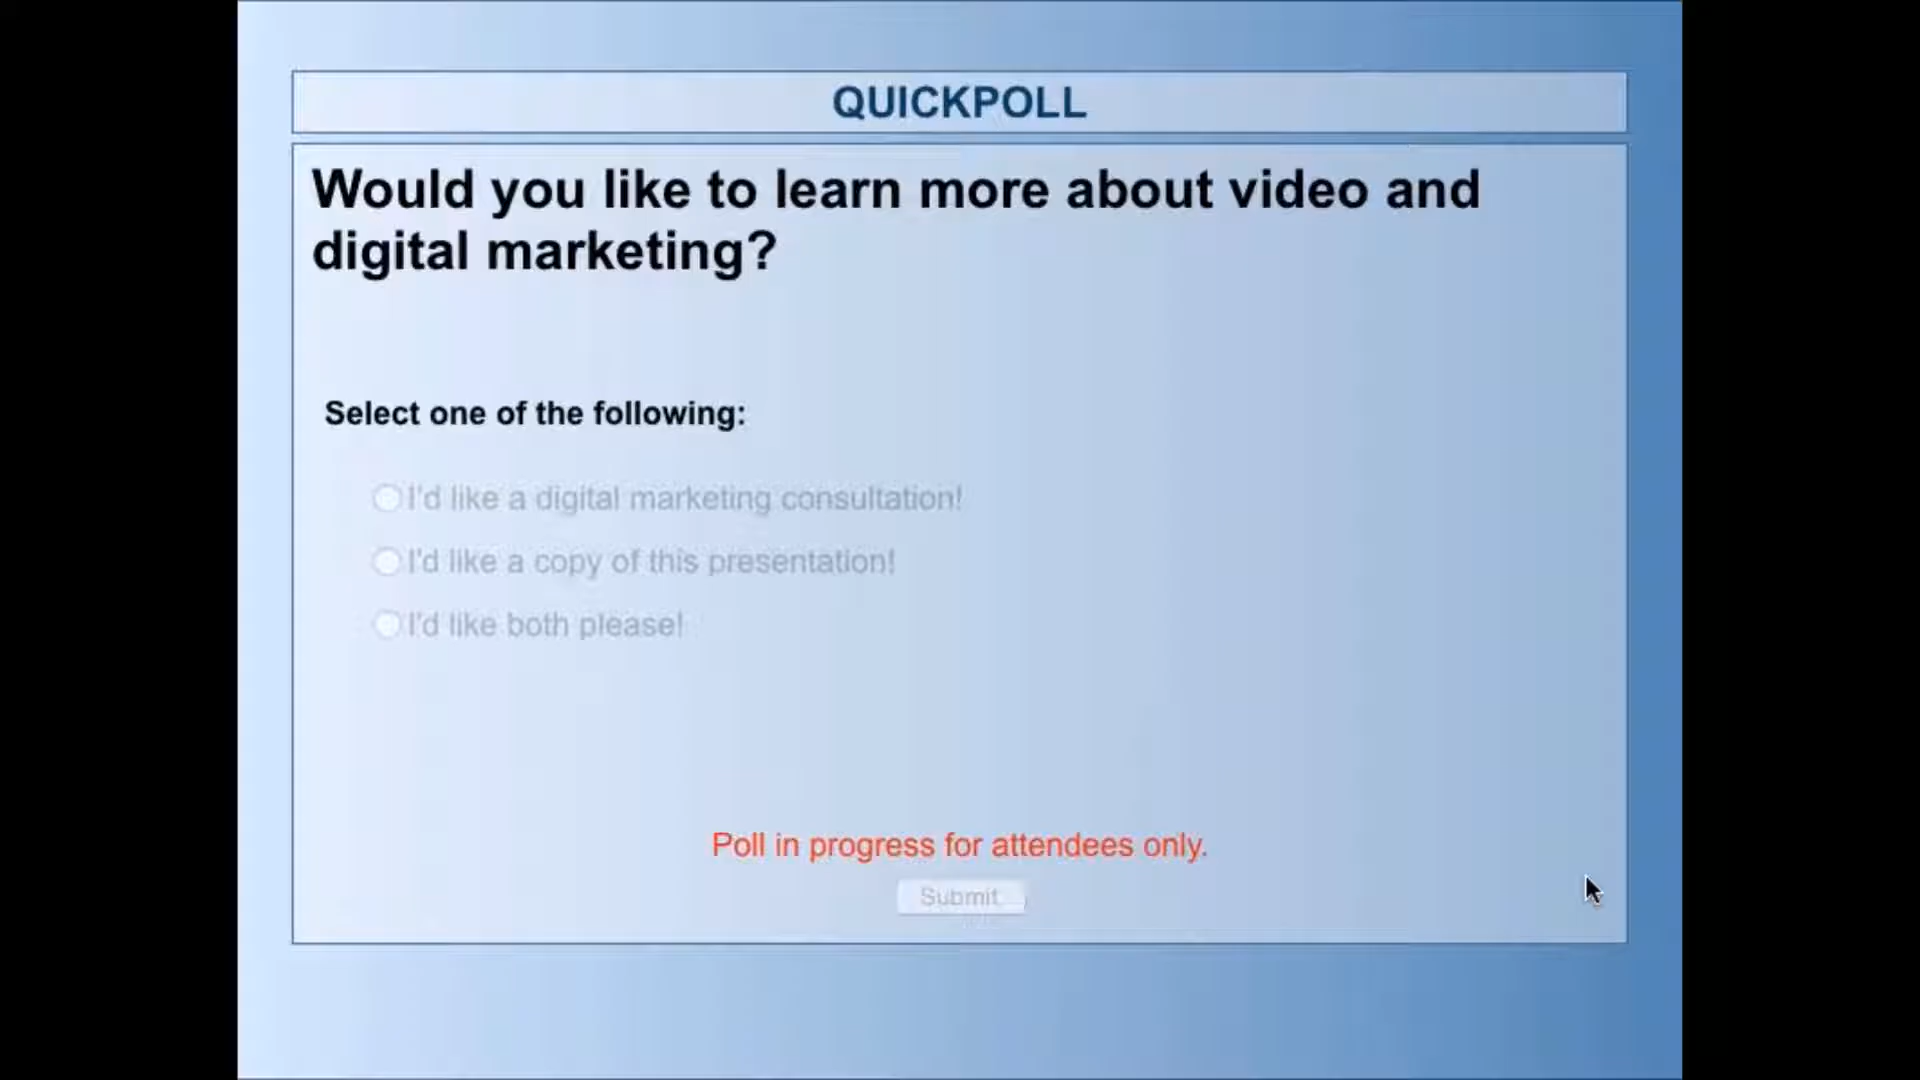 QUICKPOLL
Would you like to learn more about video and
digital marketing?
Select one of the following:
I'd like a digital marketing consultation!
I'd like a copy of this presentation!
I'd like both please!
Poll in progress for attendees only.
Submit